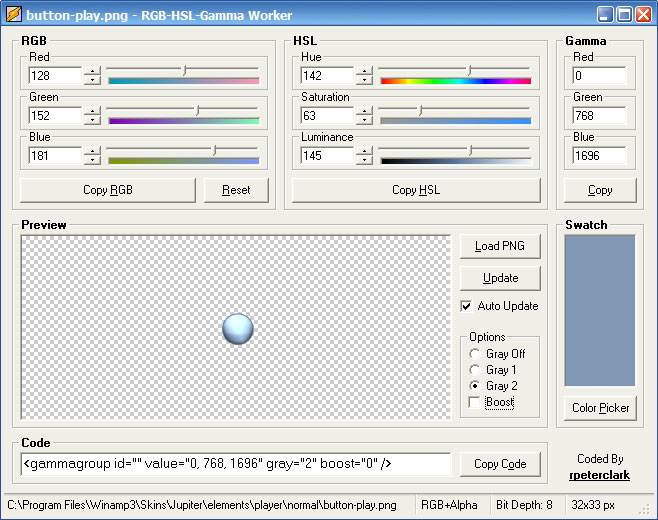 button-play.png - RGB-HSL-Gamma Worker
RGB
Red
128
Green
152
Blue
181
Copy RGB
Reset
HSL
Hue
142
Saturation
63
Luminance
145
Copy HSL
Gamma
Red
0
Green
768
Blue
1696
Copy
Preview
Load PNG
Update
Auto Update
Options
Gray Off
Gray 1
Gray 2
Boost
Swatch
Color Picker
Code
<gammagroup id="" value="0, 768, 1696" gray="2" boost="0" />
Copy Code
Coded By
rpeterclark
C:\Program Files\Winamp3\Skins\Jupiter\elements\player\normal\button-play.png
RGB+Alpha
Bit Depth: 8
32x33 px